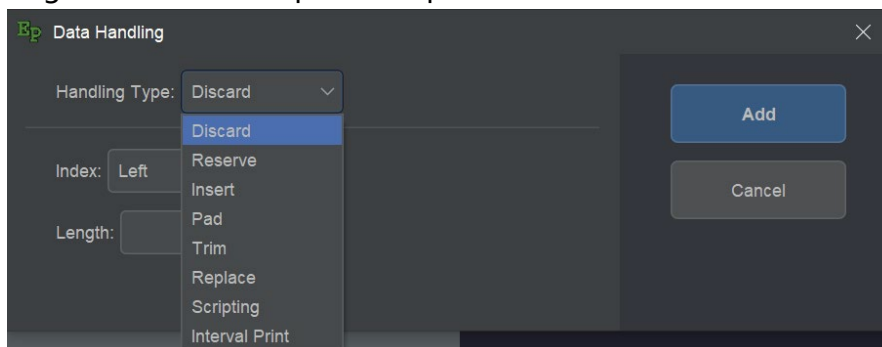 Ep Data Handling
Handling Type: Discard
Add
Discard
Reserve
Index: Left
Insert
Cancel
Pad
Length:
Trim
Replace
Scripting
Interval Print